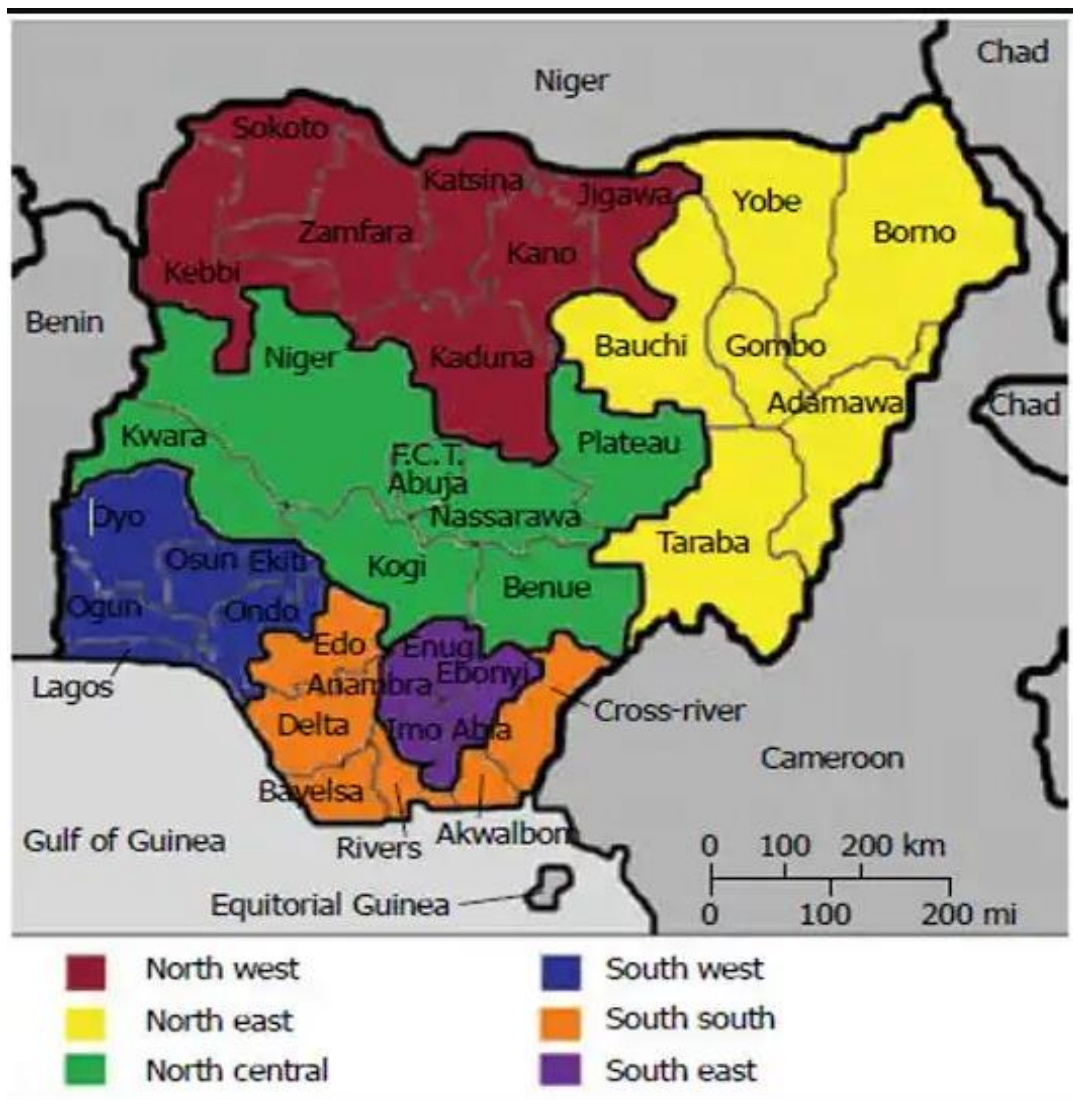 Chad
Niger
Sokoto
Katsina
Jigawa
Yobe
Zamfara
Borno
Kano
Kebbi
Benin
Niger
Kaduna
Bauchi
Gombo
Adamawa
Chad
Kwara
Plateau
F.C.T.
Abuja
Oyo
Nassarawa
Taraba
Osun Ekiti
Kogi
Benue
Ogun
Ondo
Edo
Enugu
Ebonyi
Lagos
Anambra
Cross-river
Delta
Imo Abia
Cameroon
Bayelsa
Gulf of Guinea
Rivers
AkwaIbom
0 100 200 km
Equitorial Guinea
0 100 200 mi
North west
South west
North east
South south
North central
South east